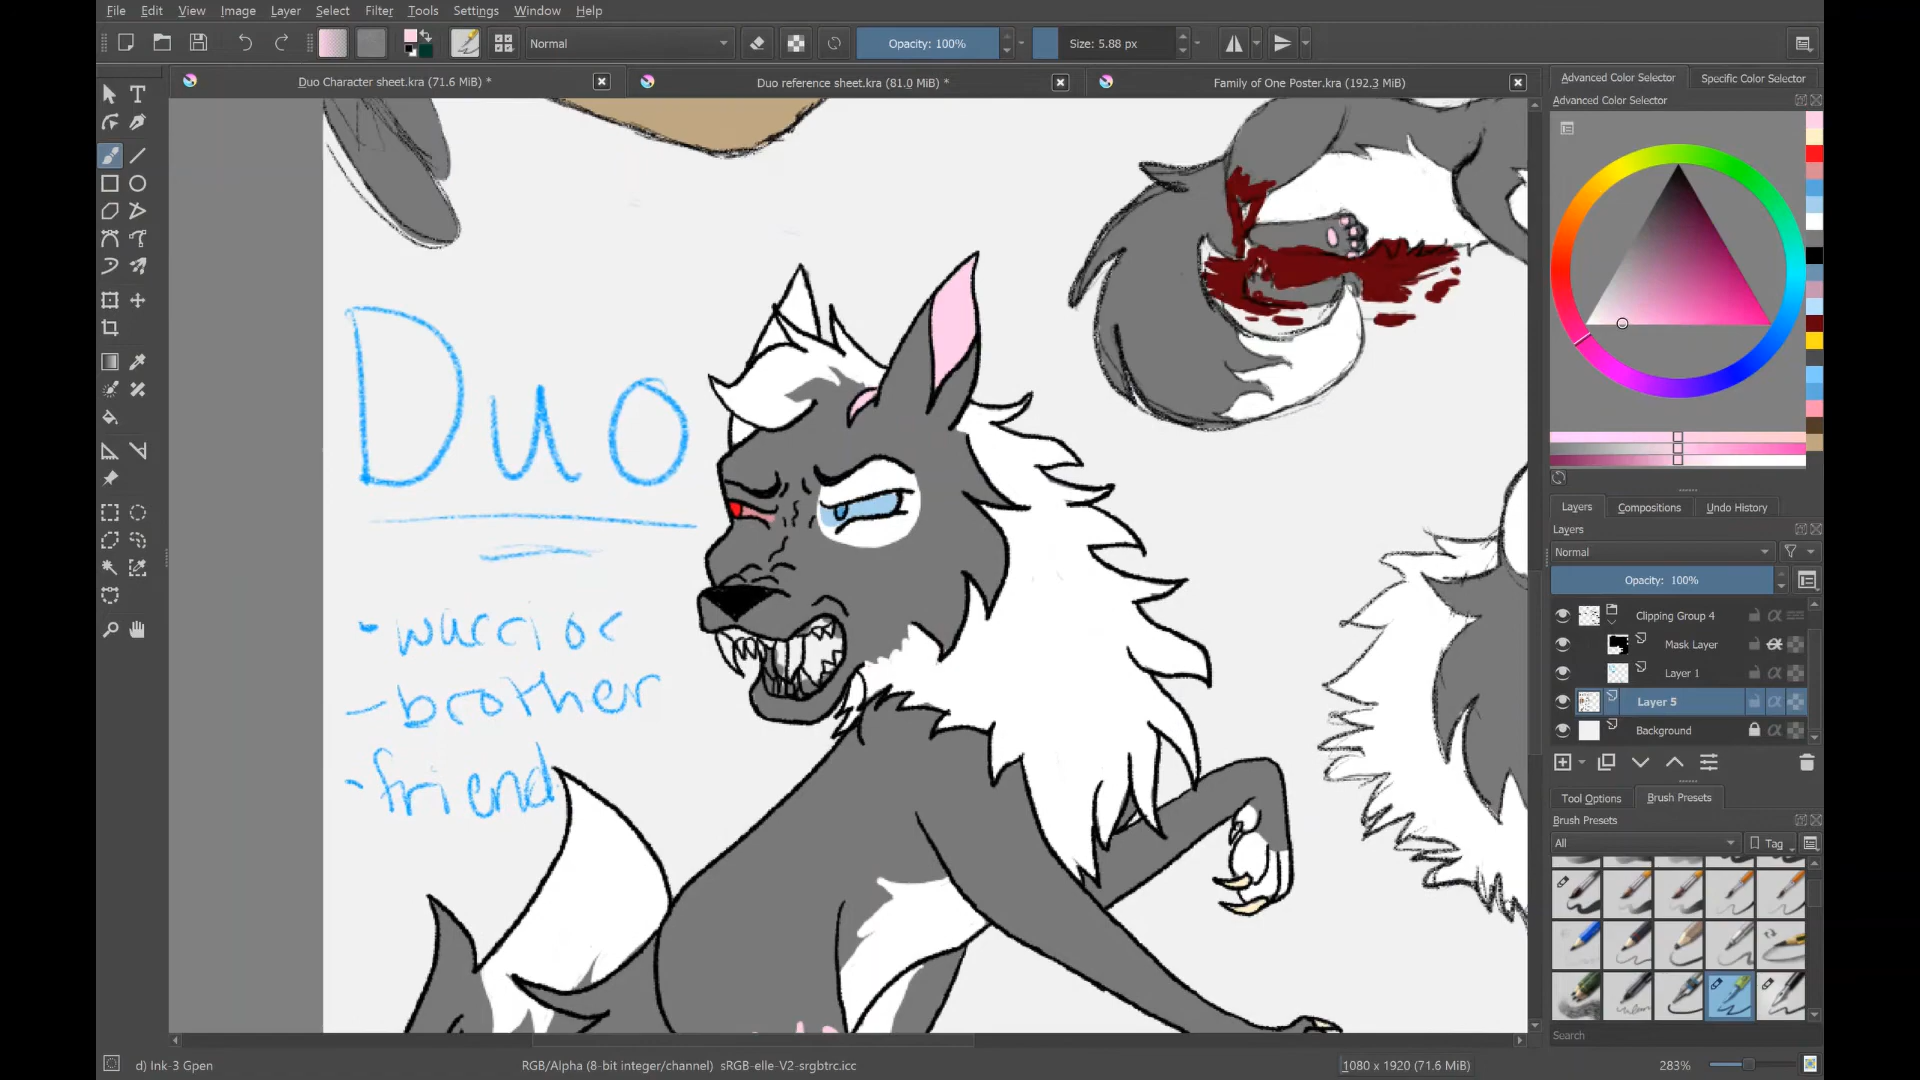 File Edit View Image Layer Select Filter Tools Settings Window Help
Normal Opacity: 100% Size: 5.88 px
Duo Character sheet.kra (71.6 MiB) * Duo reference sheet.kra (81.0 MiB) * Family of One Poster.kra (192.3 MiB)
Advanced Color Selector Specific Color Selector
Advanced Color Selector
Duo
• warrior
- brother
- friend
Layers Compositions Undo History
Layers
Normal
Opacity: 100%
Clipping Group 4
Mask Layer
Layer 1
Layer 5
Background
Tool Options Brush Presets
Brush Presets
All Tag
Search
d) Ink-3 Gpen RGB/Alpha (8-bit integer/channel) sRGB-elle-V2-srgbtrc.icc 1080 x 1920 (71.6 MiB) 283%